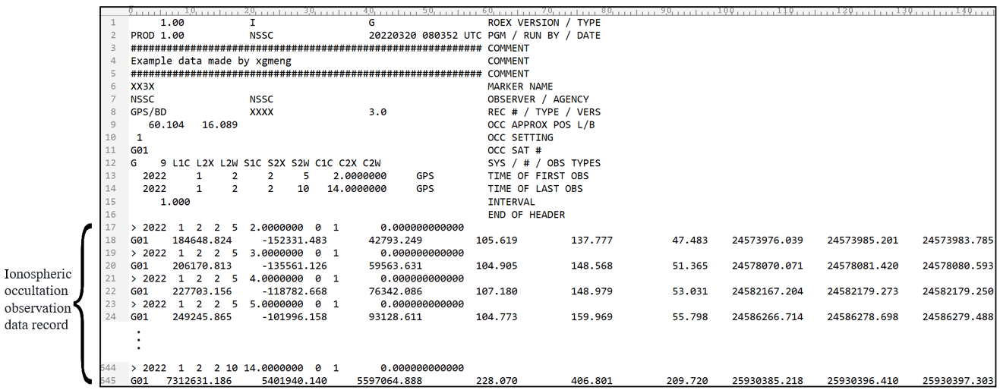 0 10 20 30 40 50 60 70 80 90 100 110 120 130 140
1 1.00 I G ROEX VERSION / TYPE
2 PROD 1.00 NSSC 20220320 080352 UTC PGM / RUN BY / DATE
3 ########################################################### COMMENT
4 Example data made by xgmeng COMMENT
5 ########################################################### COMMENT
6 XX3X MARKER NAME
7 NSSC NSSC OBSERVER / AGENCY
8 GPS/BD XXXX 3.0 REC # / TYPE / VERS
9 60.104 16.089 OCC APPROX POS L/B
10 1 OCC SETTING
11 G01 OCC SAT #
12 G 9 L1C L2X L2W S1C S2X S2W C1C C2X C2W SYS / # / OBS TYPES
13 2022 1 2 2 5 2.0000000 GPS TIME OF FIRST OBS
14 2022 1 2 2 10 14.0000000 GPS TIME OF LAST OBS
15 1.000 INTERVAL
16 END OF HEADER
17 > 2022 1 2 2 5 2.0000000 0 1 0.000000000000
18 G01 184648.824 -152331.483 42793.249 105.619 137.777 47.483 24573976.039 24573985.201 24573983.785
19 > 2022 1 2 2 5 3.0000000 0 1 0.000000000000
20 G01 206170.813 -135561.126 59563.631 104.905 148.568 51.365 24578070.071 24578081.420 24578080.593
21 > 2022 1 2 2 5 4.0000000 0 1 0.000000000000
22 G01 227703.156 -118782.668 76342.086 107.180 148.979 53.031 24582167.204 24582179.273 24582179.250
23 > 2022 1 2 2 5 5.0000000 0 1 0.000000000000
24 G01 249245.865 -101996.158 93128.611 104.773 159.969 55.798 24586266.714 24586278.698 24586279.488
644 > 2022 1 2 2 10 14.0000000 0 1 0.000000000000
645 G01 7312631.186 5401940.140 5597064.888 228.070 406.801 209.720 25930385.218 25930396.410 25930397.303
Ionospheric
occultation
observation
data record